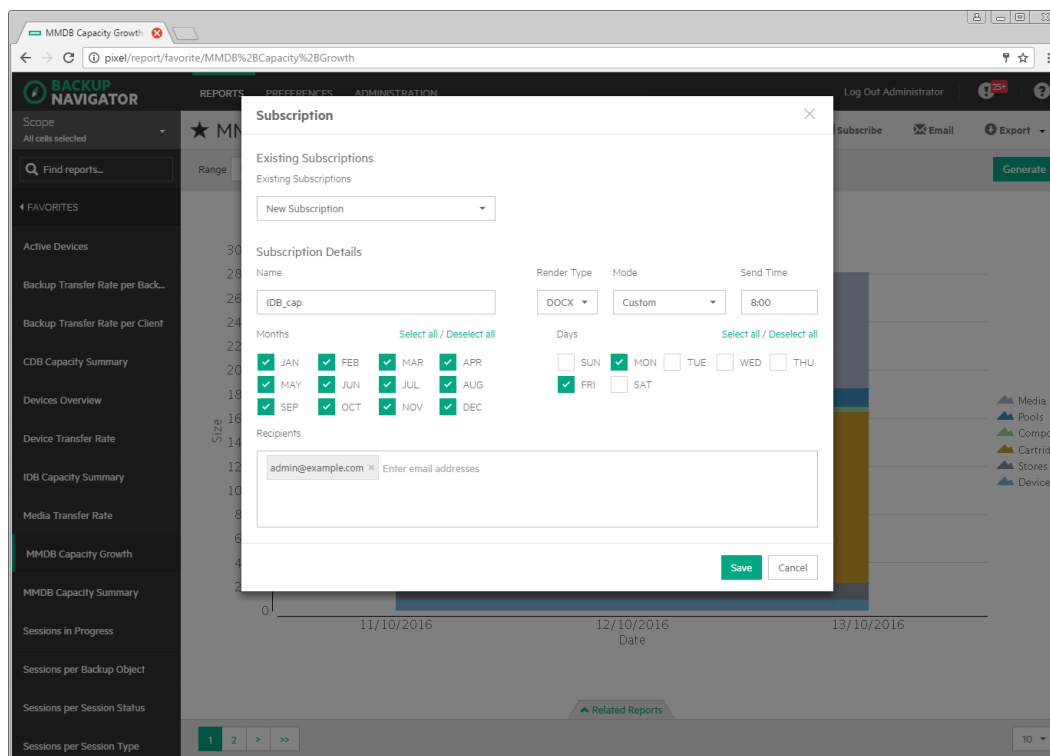 MMDB Capacity Growth
pixel/report/favorite/MMDB%2BCapacity%2BGrowth
BACKUP
NAVIGATOR
REPORTS PREFERENCES ADMINISTRATION
Log Out Administrator
25+
Scope
All cells selected
Find reports...
FAVORITES
Active Devices
Backup Transfer Rate per Back...
Backup Transfer Rate per Client
CDB Capacity Summary
Devices Overview
Device Transfer Rate
IDB Capacity Summary
Media Transfer Rate
MMDB Capacity Growth
MMDB Capacity Summary
Sessions in Progress
Sessions per Backup Object
Sessions per Session Status
Sessions per Session Type
Subscribe Email Export
Range
Generate
Subscription
Existing Subscriptions
Existing Subscriptions
New Subscription
Subscription Details
Name Render Type Mode Send Time
IDB_cap DOCX Custom 8:00
Months Select all / Deselect all Days Select all / Deselect all
JAN FEB MAR APR SUN MON TUE WED THU
MAY JUN JUL AUG FRI SAT
SEP OCT NOV DEC
Recipients
admin@example.com × Enter email addresses
Save Cancel
30
28
26
24
22
20
18
16
14
12
10
8
6
4
2
0
Size
11/10/2016 12/10/2016 13/10/2016
Date
Media
Pools
Stores
Related Reports
1 2 > >>
10